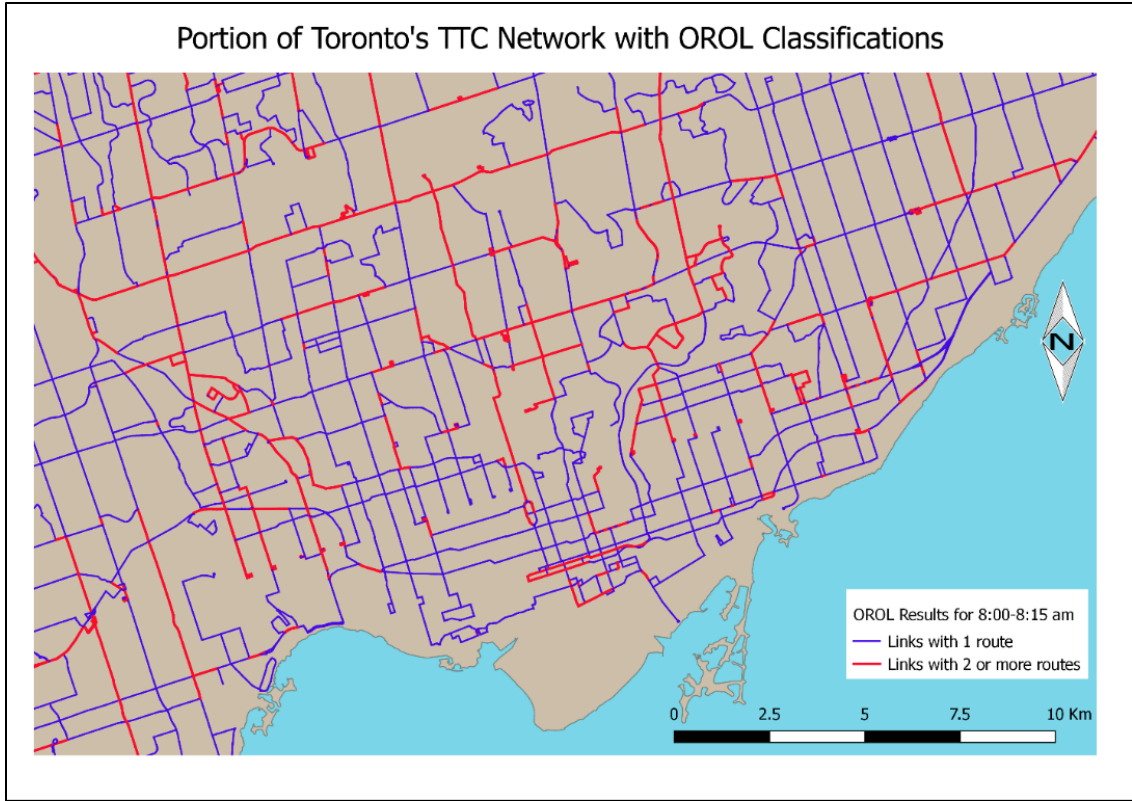 Portion of Toronto's TTC Network with OROL Classifications
N
OROL Results for 8:00-8:15 am
Links with 1 route
Links with 2 or more routes
0 2.5 5 7.5 10 Km